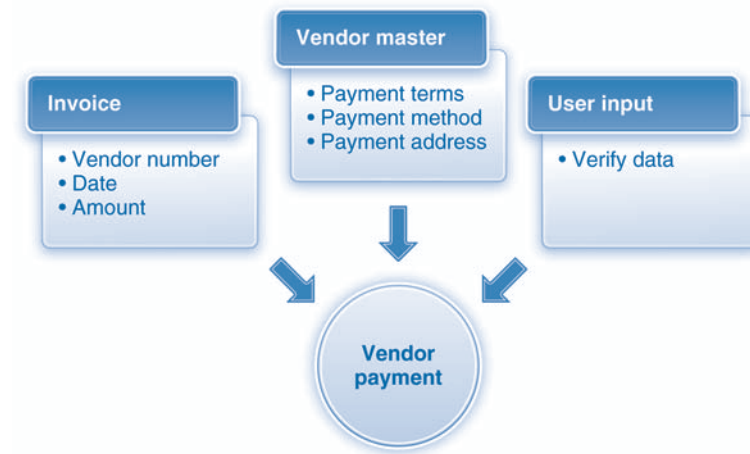 Vendor master
• Payment terms
• Payment method
• Payment address
Invoice
• Vendor number
• Date
• Amount
User input
• Verify data
Vendor
payment